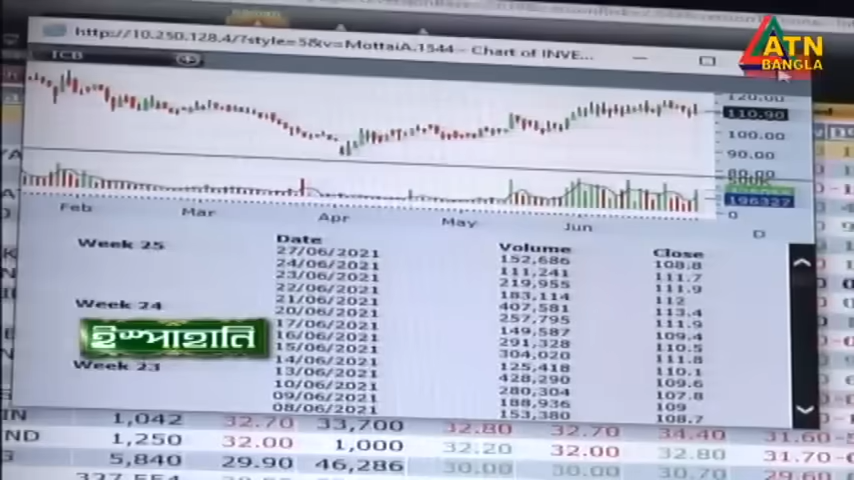 http://10.250.128.4/?style=5&v=MottaiA.1544 - Chart of INVE...
ATN
BANGLA
ICB
120.00
110.90
100.00
90.00
80.00
196327
0
Feb Mar Apr May Jun D
Date Volume Close
Week 25 27/06/2021 152,686 108.8
24/06/2021 111,241 111.7
23/06/2021 219,955 111.9
22/06/2021 183,114 112
21/06/2021 407,581 113.4
Week 24 20/06/2021 257,795 111.9
17/06/2021 149,587 109.4
16/06/2021 291,328 110.5
15/06/2021 304,020 111.8
14/06/2021 125,418 110.1
Week 23 13/06/2021 428,290 109.6
10/06/2021 280,304 107.8
09/06/2021 188,936 109
08/06/2021 153,380 108.7
ইস্পাহানি
IN 1,042 32.70 33,700 32.80 32.70 34.40 31.60
ND 1,250 32.00 1,000 32.20 32.00 32.80 31.70
5,840 29.90 46,286 30.00 30.00 30.70 29.60